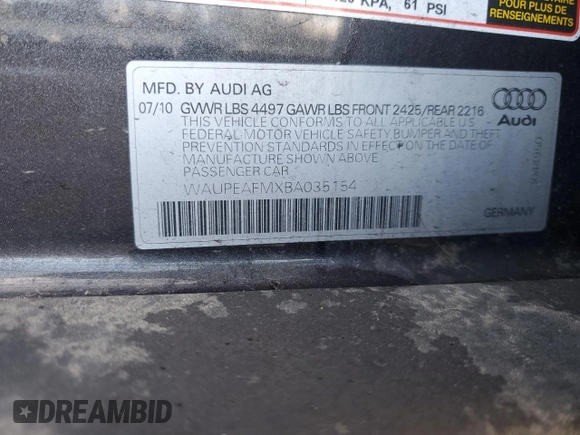 KPA, 61 PSI
POUR PLUS DE
RENSEIGNEMENTS
MFD. BY AUDI AG
07/10 GVWR LBS 4497 GAWR LBS FRONT 2425/REAR 2216
THIS VEHICLE CONFORMS TO ALL APPLICABLE U.S.
FEDERAL MOTOR VEHICLE SAFETY BUMPER AND THEFT
PREVENTION STANDARDS IN EFFECT ON THE DATE OF
MANUFACTURE SHOWN ABOVE
PASSENGER CAR
WAUPEAFMXBA035154
Audi
GERMANY
DREAMBID